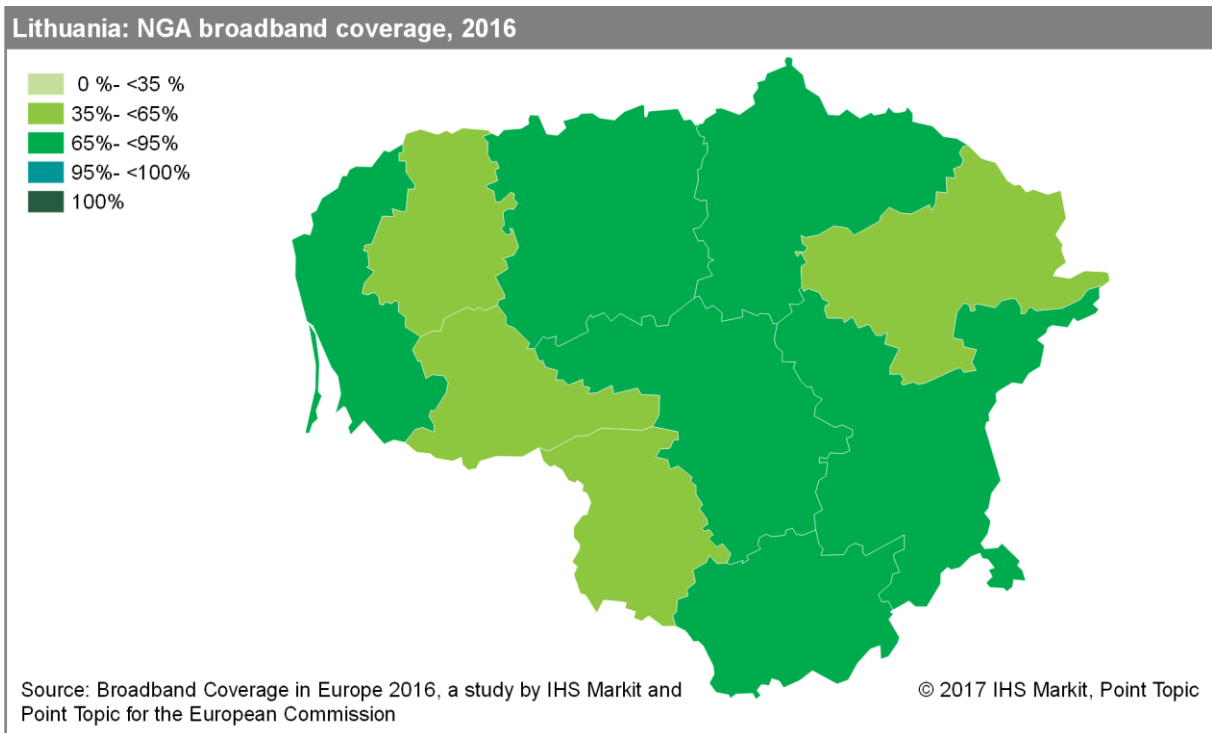 Lithuania: NGA broadband coverage, 2016
0 %- <35 %
35%- <65%
65%- <95%
95%- <100%
100%
Source: Broadband Coverage in Europe 2016, a study by IHS Markit and
Point Topic for the European Commission
© 2017 IHS Markit, Point Topic